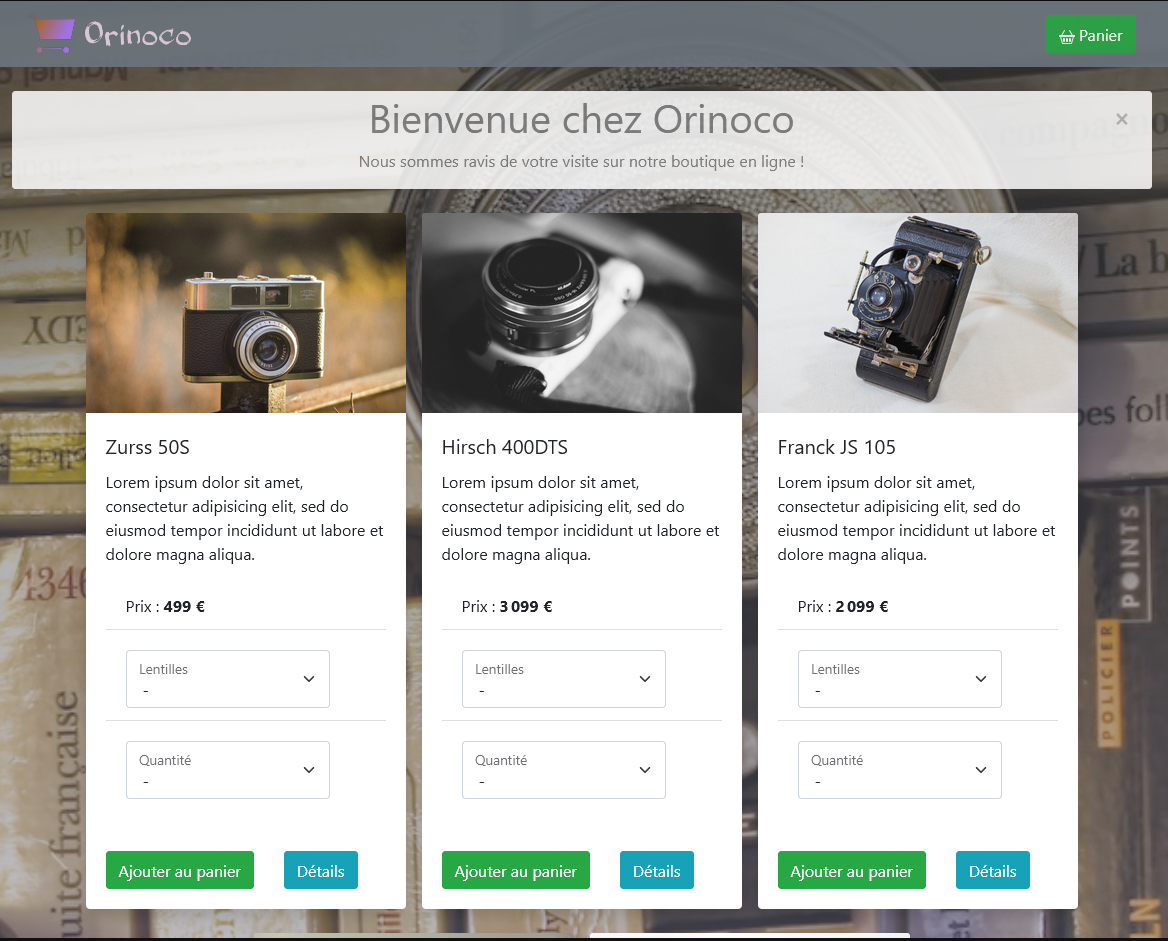 Orinoco
Panier
Bienvenue chez Orinoco
×
Nous sommes ravis de votre visite sur notre boutique en ligne !
Zurss 50S
Lorem ipsum dolor sit amet,
consectetur adipisicing elit, sed do
eiusmod tempor incididunt ut labore et
dolore magna aliqua.
Prix : 499 €
Lentilles
-
Quantité
-
Ajouter au panier
Détails
Hirsch 400DTS
Lorem ipsum dolor sit amet,
consectetur adipisicing elit, sed do
eiusmod tempor incididunt ut labore et
dolore magna aliqua.
Prix : 3 099 €
Lentilles
-
Quantité
-
Ajouter au panier
Détails
Franck JS 105
Lorem ipsum dolor sit amet,
consectetur adipisicing elit, sed do
eiusmod tempor incididunt ut labore et
dolore magna aliqua.
Prix : 2 099 €
Lentilles
-
Quantité
-
Ajouter au panier
Détails
POINTS
POLICIER
française